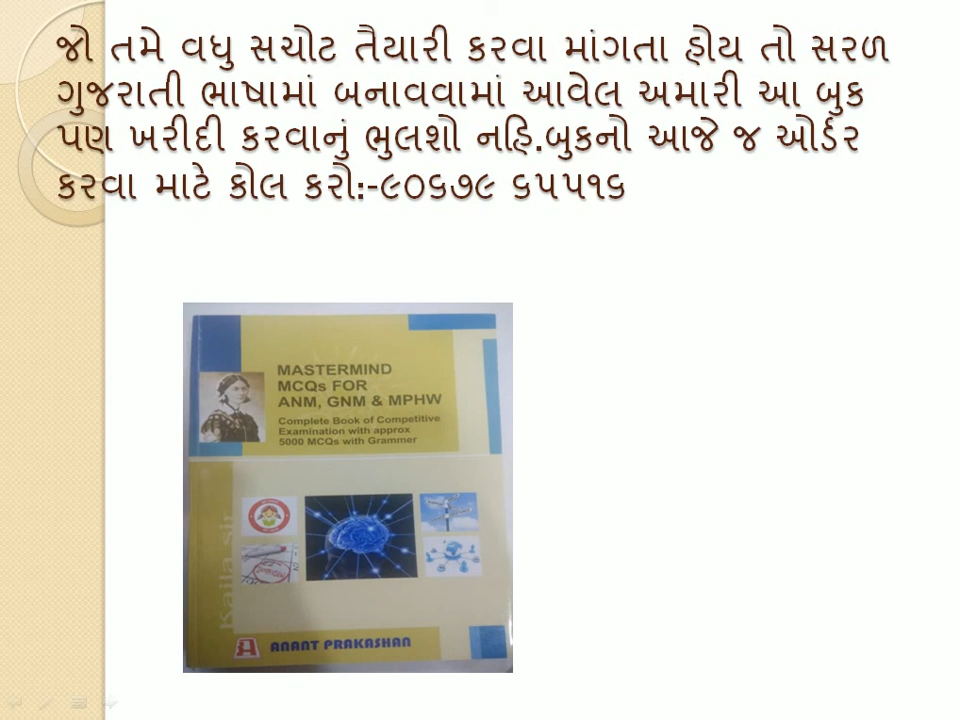 જો તમે વધુ સચોટ તૈયારી કરવા માંગતા હોય તો સરળ
ગુજરાતી ભાષામાં બનાવવામાં આવેલ અમારી આ બુક
પણ ખરીદી કરવાનું ભુલશો નહિ.બુકનો આજે જ ઓર્ડર
કરવા માટે કોલ કરો:-૯૦૬૭૯ ૬૫૫૧૬
MASTERMIND
MCQs FOR
ANM, GNM & MPHW
Complete Book of Competitive
Examination with approx
5000 MCQs with Grammer
Kaila sir
ANANT PRAKASHAN